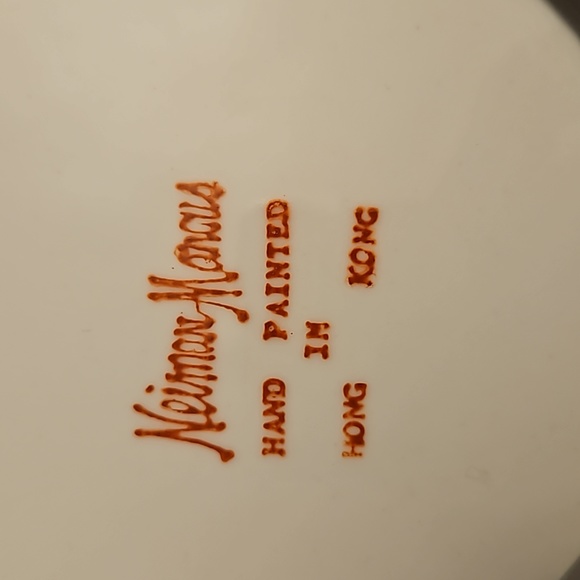 Neiman-Marcus
HAND PAINTED
IN
HONG KONG